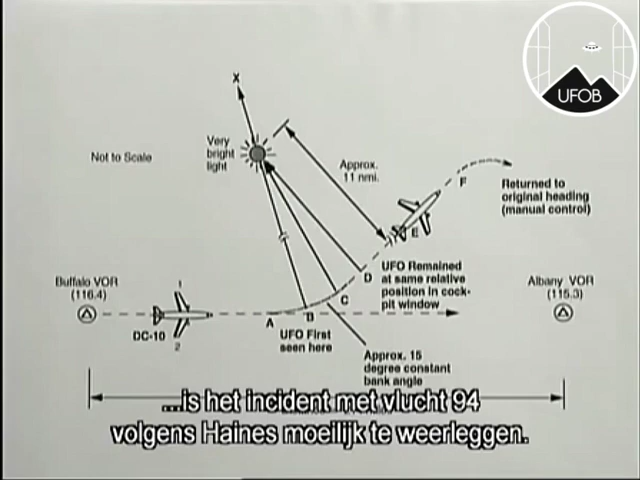 UFOB
X
Not to Scale
Very
bright
light
Approx.
11 nmi.
F
Returned to
original heading
(manual control)
E
Buffalo VOR
(116.4)
1
DC-10
2
A
B
C
D
UFO First
seen here
UFO Remained
at same relative
position in cock-
pit window
Approx. 15
degree constant
bank angle
Albany VOR
(115.3)
...is het incident met vlucht 94
volgens Haines moeilijk te weerleggen.